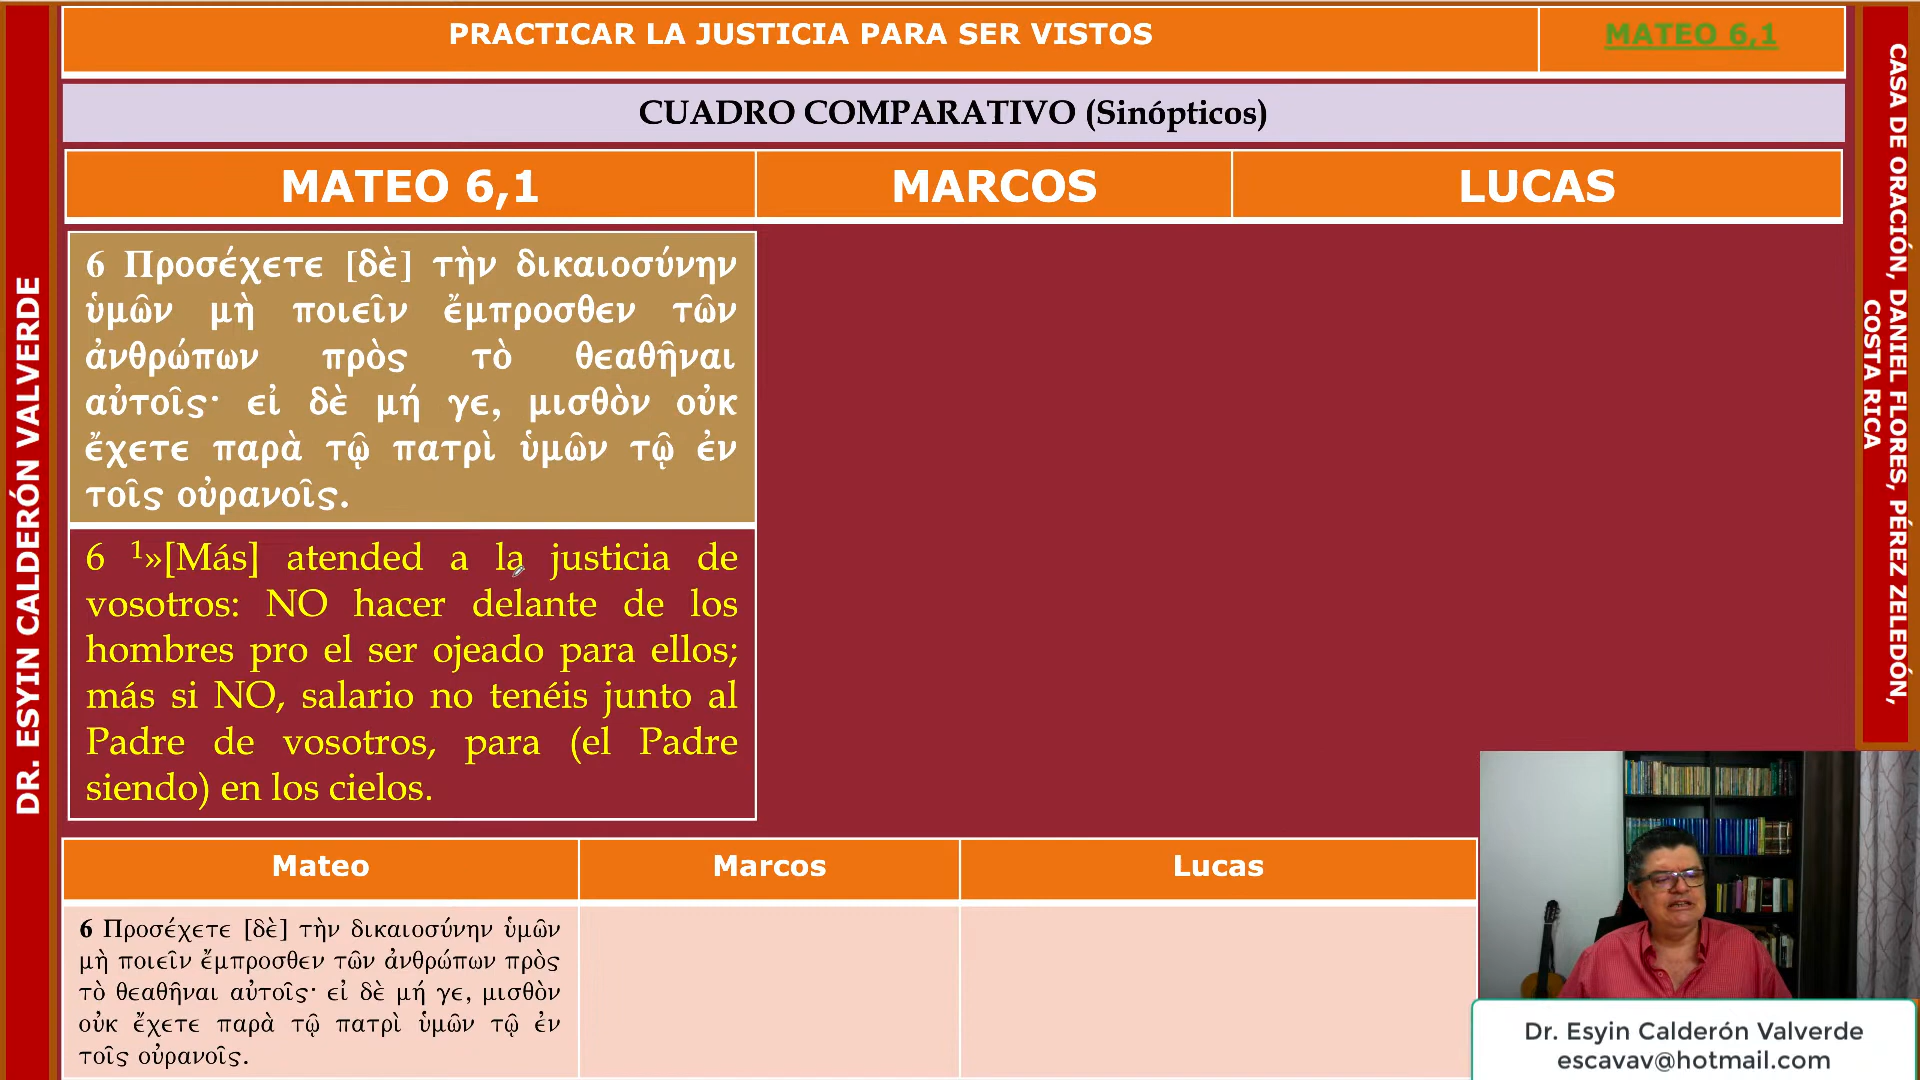 PRACTICAR LA JUSTICIA PARA SER VISTOS
MATEO 6,1
CUADRO COMPARATIVO (Sinópticos)
MATEO 6,1
MARCOS
LUCAS
6 Προσέχετε [δὲ] τὴν δικαιοσύνην
ὑμῶν μὴ ποιεῖν ἔμπροσθεν τῶν
ἀνθρώπων πρὸς τὸ θεαθῆναι
αὐτοῖς· εἰ δὲ μή γε, μισθὸν οὐκ
ἔχετε παρὰ τῷ πατρὶ ὑμῶν τῷ ἐν
τοῖς οὐρανοῖς.
6 ¹»[Más] atended a la justicia de
vosotros: NO hacer delante de los
hombres pro el ser ojeado para ellos;
más si NO, salario no tenéis junto al
Padre de vosotros, para (el Padre
siendo) en los cielos.
Mateo
Marcos
Lucas
6 Προσέχετε [δὲ] τὴν δικαιοσύνην ὑμῶν
μὴ ποιεῖν ἔμπροσθεν τῶν ἀνθρώπων πρὸς
τὸ θεαθῆναι αὐτοῖς· εἰ δὲ μή γε, μισθὸν
οὐκ ἔχετε παρὰ τῷ πατρὶ ὑμῶν τῷ ἐν
τοῖς οὐρανοῖς.
DR. ESYIN CALDERÓN VALVERDE
CASA DE ORACIÓN, DANIEL FLORES, PÉREZ ZELEDÓN,
COSTA RICA
Dr. Esyin Calderón Valverde
escavav@hotmail.com